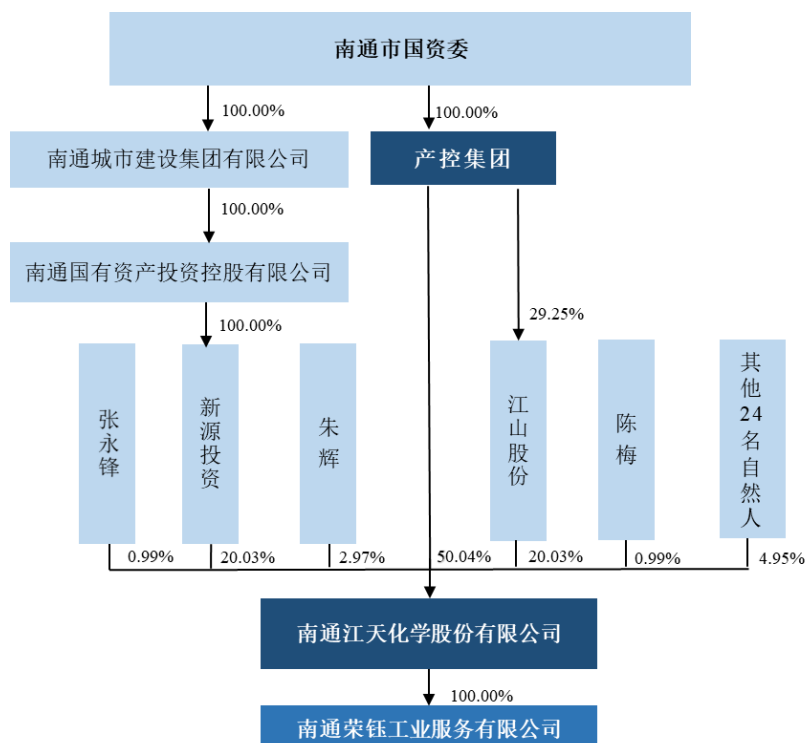 南通市国资委
100.00%
100.00%
南通城市建设集团有限公司
产控集团
100.00%
南通国有资产投资控股有限公司
100.00%
29.25%
张永锋
新源投资
朱辉
江山股份
陈梅
其他24名自然人
0.99%
20.03%
2.97%
50.04%
20.03%
0.99%
4.95%
南通江天化学股份有限公司
100.00%
南通荣钰工业服务有限公司